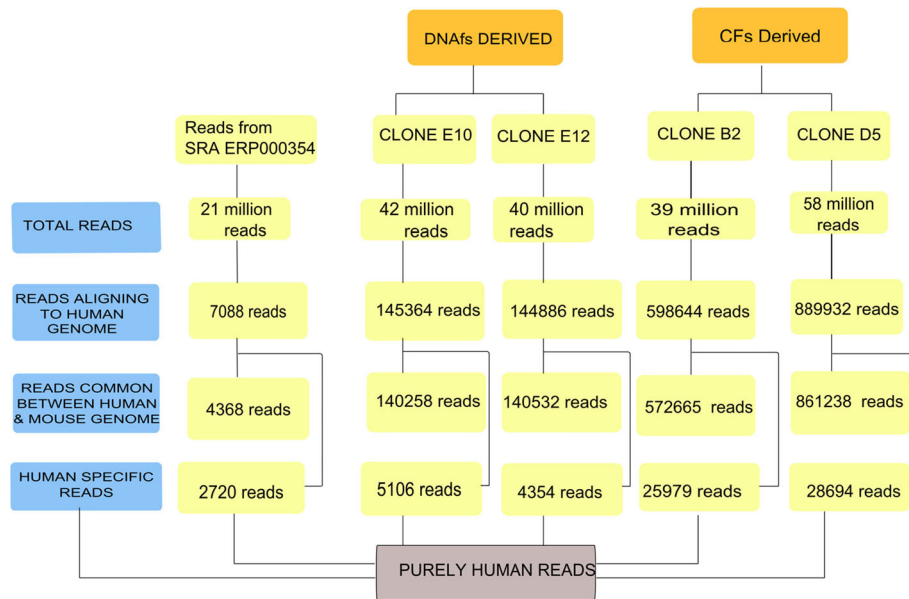 DNAfs DERIVED
CFs Derived
Reads from
SRA ERP000354
CLONE E10
CLONE E12
CLONE B2
CLONE D5
TOTAL READS
21 million
reads
42 million
reads
40 million
reads
39 million
reads
58 million
reads
READS ALIGNING
TO HUMAN
GENOME
7088 reads
145364 reads
144886 reads
598644 reads
889932 reads
READS COMMON
BETWEEN HUMAN
& MOUSE GENOME
4368 reads
140258 reads
140532 reads
572665 reads
861238 reads
HUMAN SPECIFIC
READS
2720 reads
5106 reads
4354 reads
25979 reads
28694 reads
PURELY HUMAN READS